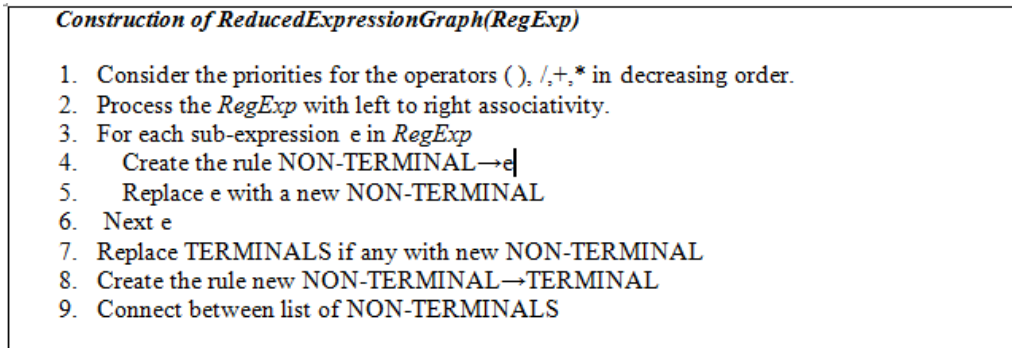 Construction of ReducedExpressionGraph(RegExp)
1. Consider the priorities for the operators ( ), /,+,* in decreasing order.
2. Process the RegExp with left to right associativity.
3. For each sub-expression e in RegExp
4. Create the rule NON-TERMINAL→e
5. Replace e with a new NON-TERMINAL
6. Next e
7. Replace TERMINALS if any with new NON-TERMINAL
8. Create the rule new NON-TERMINAL→TERMINAL
9. Connect between list of NON-TERMINALS